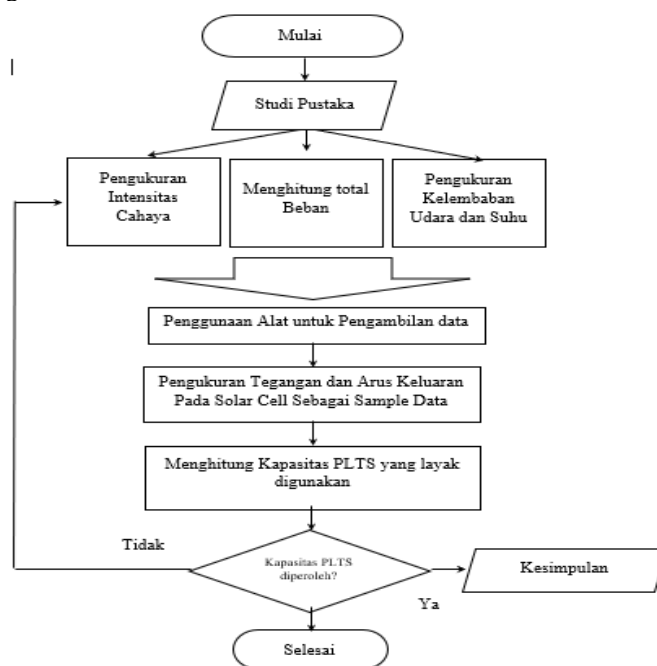 Mulai
Studi Pustaka
Pengukuran
Intensitas
Cahaya
Menghitung total
Beban
Pengukuran
Kelembaban
Udara dan Suhu
Penggunaan Alat untuk Pengambilan data
Pengukuran Tegangan dan Arus Keluaran
Pada Solar Cell Sebagai Sample Data
Menghitung Kapasitas PLTS yang layak
digunakan
Tidak
Kapasitas PLTS
diperoleh?
Kesimpulan
Ya
Selesai